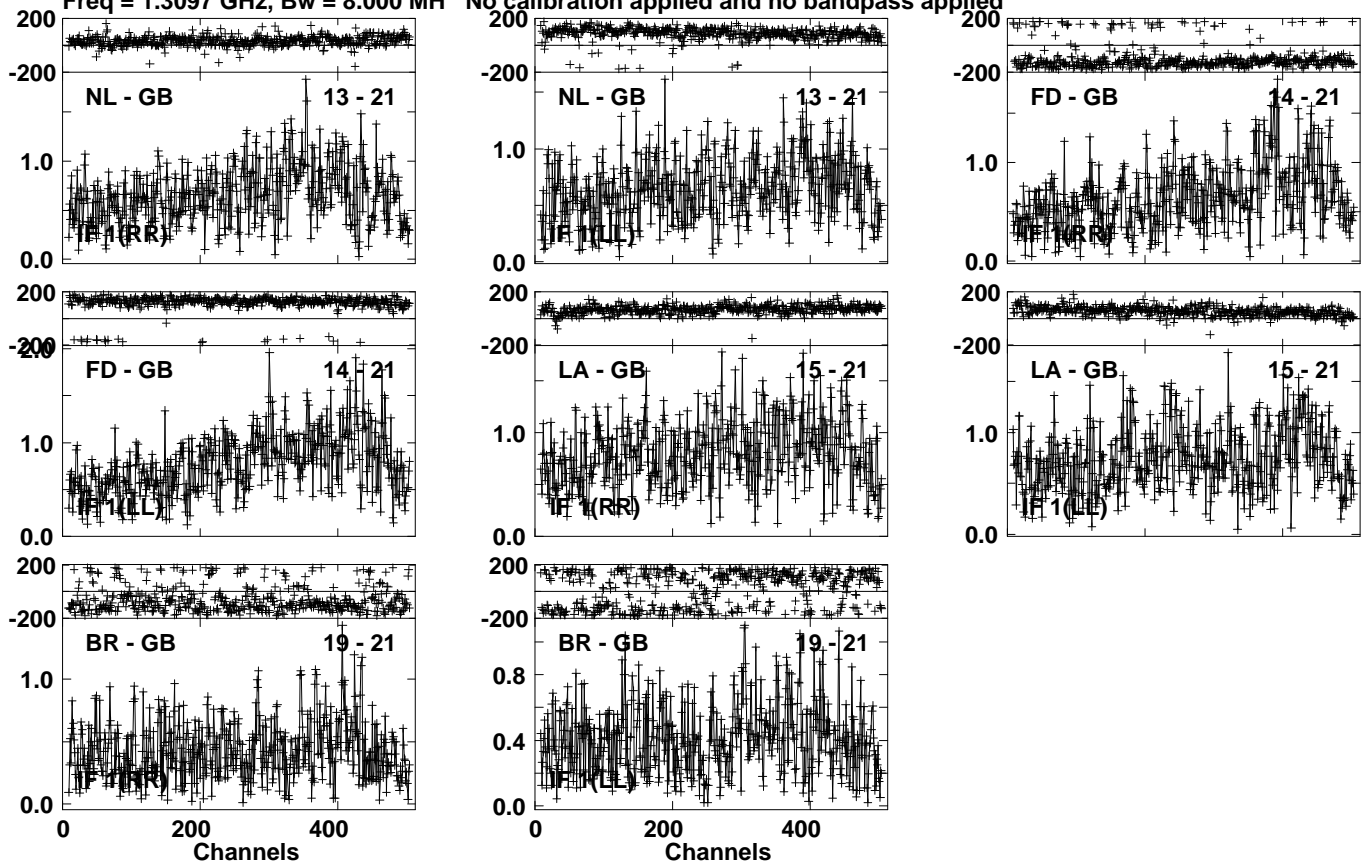 Freq = 1.3097 GHz, Bw = 8.000 MH No calibration applied and no bandpass applied
200
-200
NL - GB 13 - 21
1.0
IF 1(RR)
0.0
NL - GB 13 - 21
1.0
IF 1(LL)
0.0
200
-200
FD - GB 14 - 21
1.0
IF 1(RR)
0.0
200
-200
2.0
FD - GB 14 - 21
1.0
IF 1(LL)
0.0
200
-200
LA - GB 15 - 21
1.0
IF 1(RR)
0.0
200
-200
LA - GB 15 - 21
1.0
IF 1(LL)
0.0
200
-200
BR - GB 19 - 21
1.0
IF 1(RR)
0.0
0 200 400
Channels
200
-200
BR - GB 19 - 21
0.8
0.4
IF 1(LL)
0.0
0 200 400
Channels